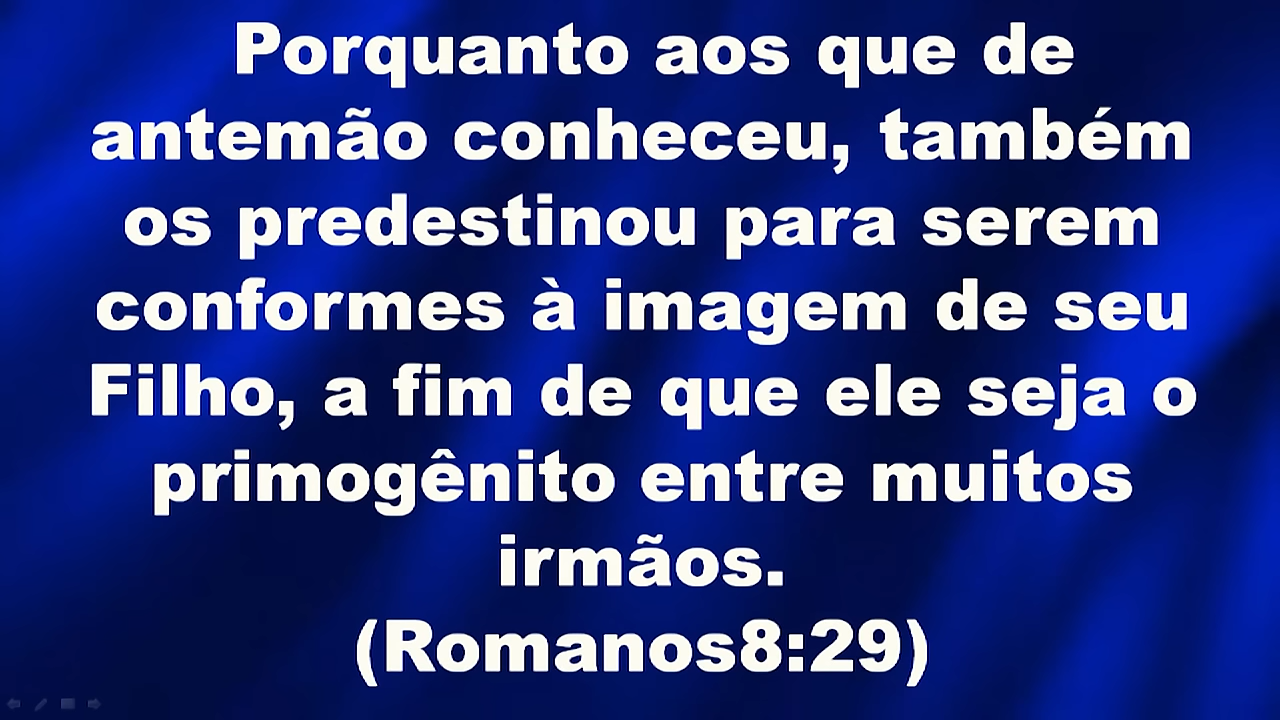 Porquanto aos que de
antemão conheceu, também
os predestinou para serem
conformes à imagem de seu
Filho, a fim de que ele seja o
primogênito entre muitos
irmãos.
(Romanos8:29)